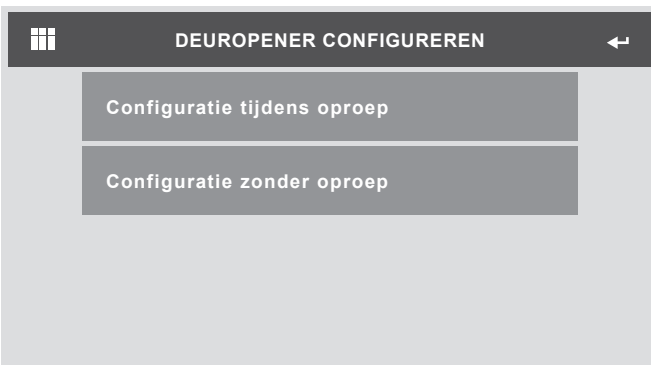 DEUROPENER CONFIGUREREN
Configuratie tijdens oproep
Configuratie zonder oproep